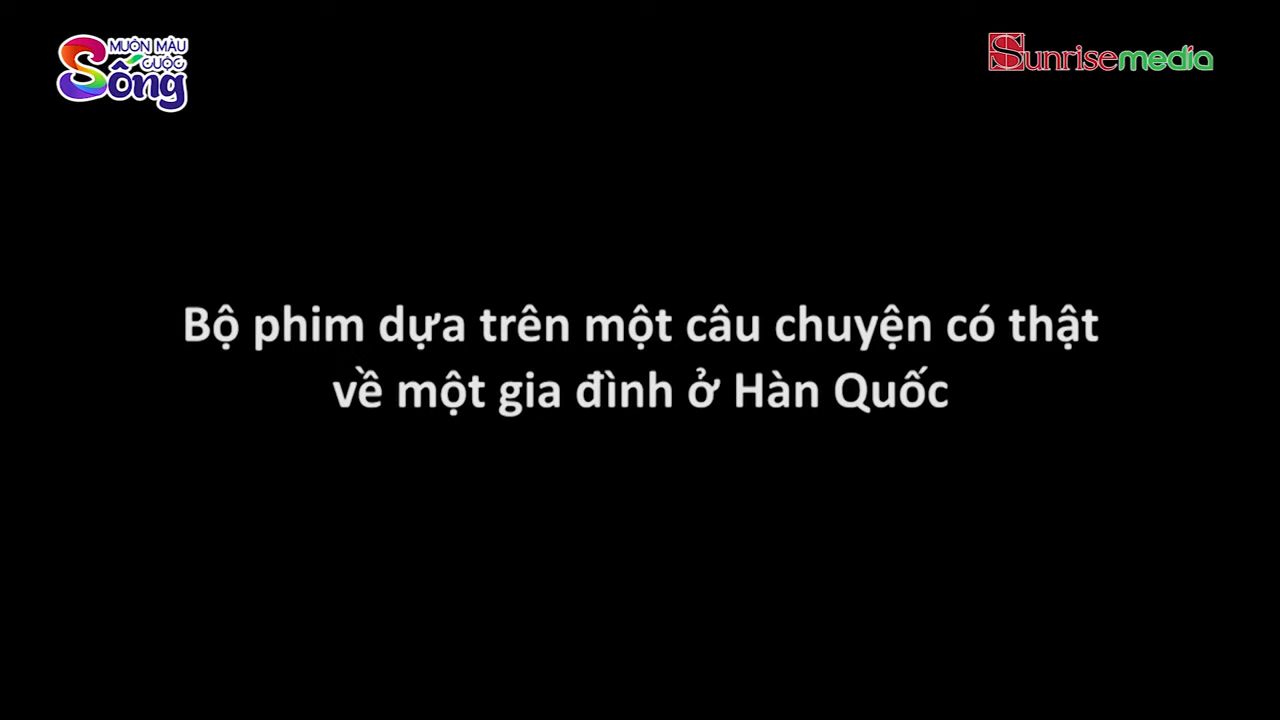 MUÔN MÀU
CUỘC
Sống
Sunrisemedia
Bộ phim dựa trên một câu chuyện có thật
về một gia đình ở Hàn Quốc